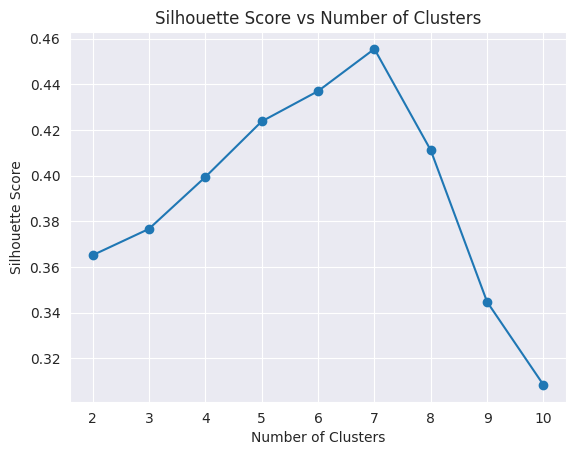 Silhouette Score vs Number of Clusters
0.46
0.44
0.42
0.40
0.38
0.36
0.34
0.32
Silhouette Score
2 3 4 5 6 7 8 9 10
Number of Clusters